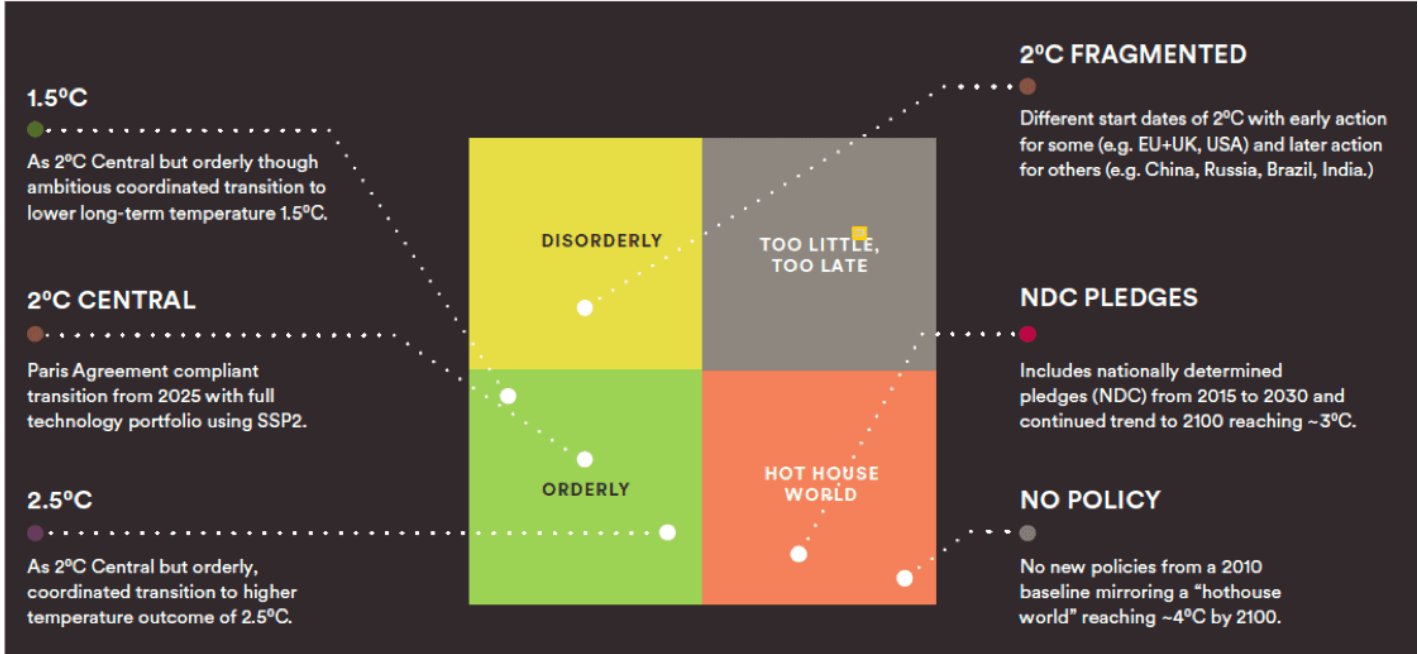 1.5ºC
As 2ºC Central but orderly though
ambitious coordinated transition to
lower long-term temperature 1.5ºC.
2ºC CENTRAL
Paris Agreement compliant
transition from 2025 with full
technology portfolio using SSP2.
2.5ºC
As 2ºC Central but orderly,
coordinated transition to higher
temperature outcome of 2.5ºC.
DISORDERLY
TOO LITTLE,
TOO LATE
ORDERLY
HOT HOUSE
WORLD
2ºC FRAGMENTED
Different start dates of 2ºC with early action
for some (e.g. EU+UK, USA) and later action
for others (e.g. China, Russia, Brazil, India.)
NDC PLEDGES
Includes nationally determined
pledges (NDC) from 2015 to 2030 and
continued trend to 2100 reaching ~3ºC.
NO POLICY
No new policies from a 2010
baseline mirroring a “hothouse
world” reaching ~4ºC by 2100.